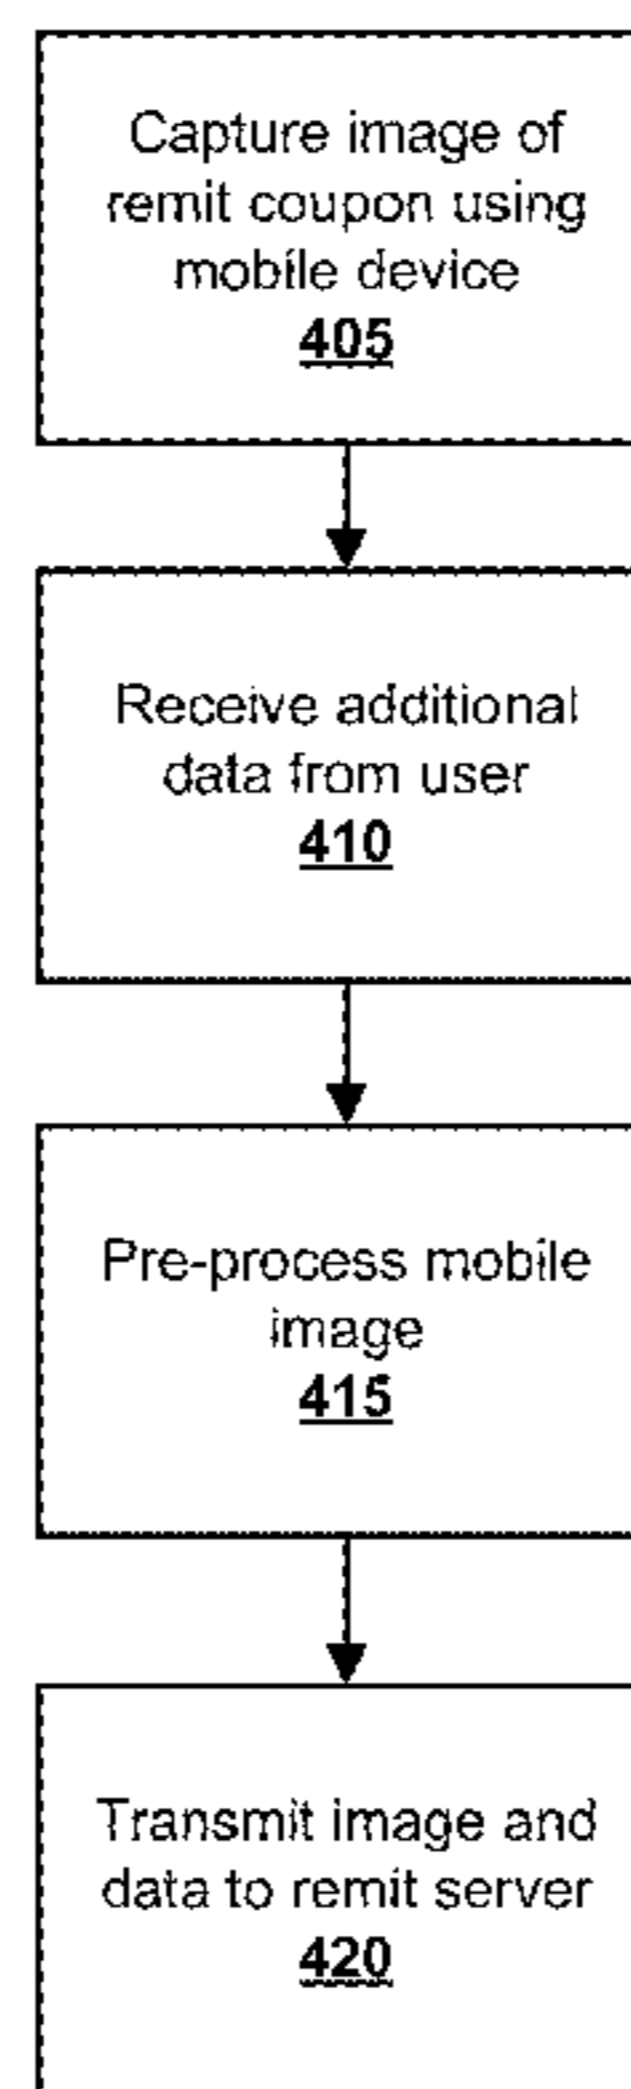 Capture image of
remit coupon using
mobile device
405
Receive additional
data from user
410
Pre-process mobile
image
415
Transmit image and
data to remit server
420